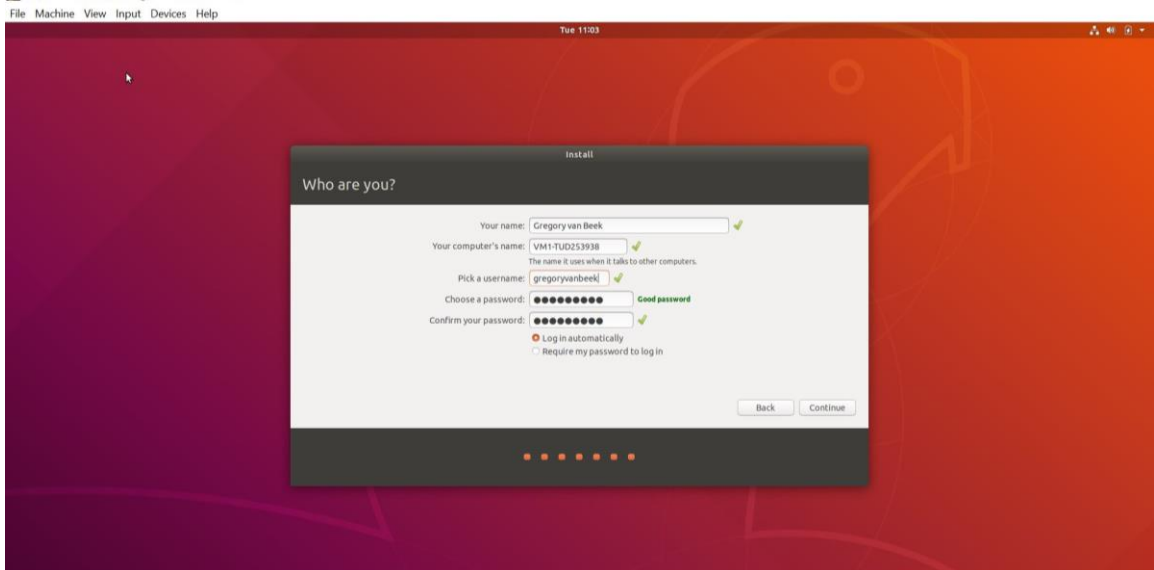 File Machine View Input Devices Help
Tue 11:03
Install
Who are you?
Your name: Gregory van Beek
Your computer's name: VM1-TUD253938
The name it uses when it talks to other computers.
Pick a username: gregoryvanbeek
Choose a password: ●●●●●●●●● Good password
Confirm your password: ●●●●●●●●●
Log in automatically
Require my password to log in
Back Continue